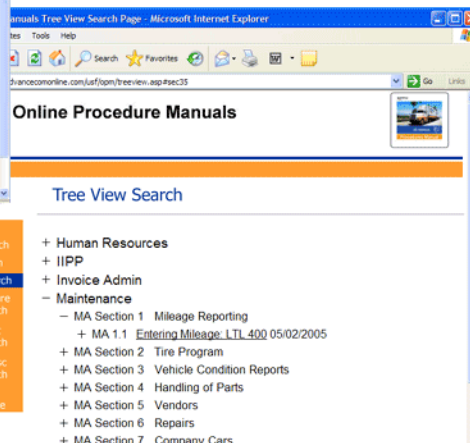 anuals Tree View Search Page - Microsoft Internet Explorer
tes Tools Help
Search Favorites
dvancecomonline.com/usf/opm/treeview.asp#sec35 Go Links
Online Procedure Manuals
Tree View Search
+ Human Resources
+ IIPP
+ Invoice Admin
− Maintenance
− MA Section 1 Mileage Reporting
+ MA 1.1 Entering Mileage: LTL 400 05/02/2005
+ MA Section 2 Tire Program
+ MA Section 3 Vehicle Condition Reports
+ MA Section 4 Handling of Parts
+ MA Section 5 Vendors
+ MA Section 6 Repairs
+ MA Section 7 Company Cars